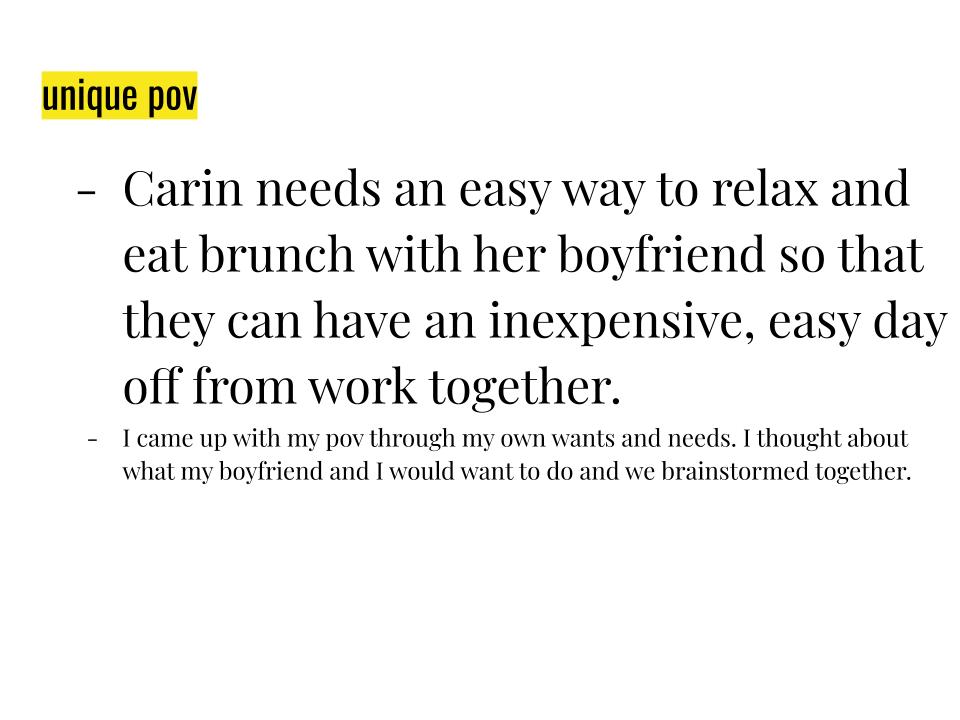 unique pov
- Carin needs an easy way to relax and
eat brunch with her boyfriend so that
they can have an inexpensive, easy day
off from work together.
- I came up with my pov through my own wants and needs. I thought about
what my boyfriend and I would want to do and we brainstormed together.